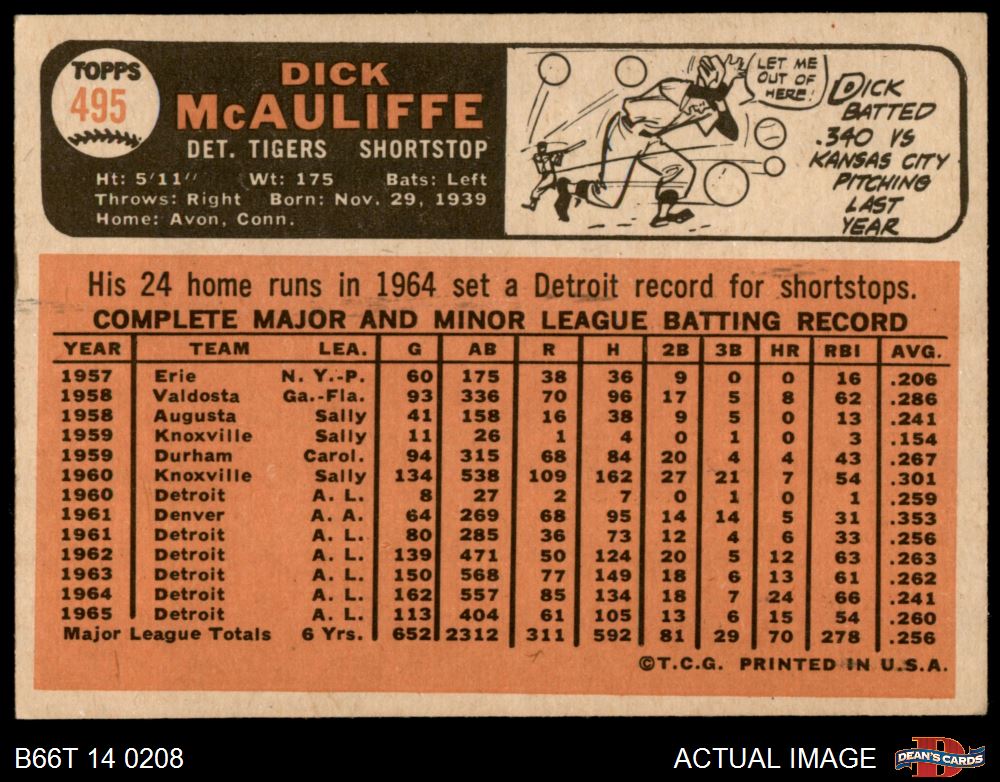 TOPPS
495
DICK
McAULIFFE
DET. TIGERS SHORTSTOP
Ht: 5'11" Wt: 175 Bats: Left
Throws: Right Born: Nov. 29, 1939
Home: Avon, Conn.
LET ME
OUT OF
HERE!
DICK
BATTED
.340 VS
KANSAS CITY
PITCHING
LAST
YEAR
His 24 home runs in 1964 set a Detroit record for shortstops.
COMPLETE MAJOR AND MINOR LEAGUE BATTING RECORD
YEAR TEAM LEA. G AB R H 2B 3B HR RBI AVG.
1957 Erie N. Y.-P. 60 175 38 36 9 0 0 16 .206
1958 Valdosta Ga.-Fla. 93 336 70 96 17 5 8 62 .286
1958 Augusta Sally 41 158 16 38 9 5 0 13 .241
1959 Knoxville Sally 11 26 1 4 0 1 0 3 .154
1959 Durham Carol. 94 315 68 84 20 4 4 43 .267
1960 Knoxville Sally 134 538 109 162 27 21 7 54 .301
1960 Detroit A. L. 8 27 2 7 0 1 0 1 .259
1961 Denver A. A. 64 269 68 95 14 14 5 31 .353
1961 Detroit A. L. 80 285 36 73 12 4 6 33 .256
1962 Detroit A. L. 139 471 50 124 20 5 12 63 .263
1963 Detroit A. L. 150 568 77 149 18 6 13 61 .262
1964 Detroit A. L. 162 557 85 134 18 7 24 66 .241
1965 Detroit A. L. 113 404 61 105 13 6 15 54 .260
Major League Totals 6 Yrs. 652 2312 311 592 81 29 70 278 .256
©T.C.G. PRINTED IN U.S.A.
B66T 14 0208
ACTUAL IMAGE
D
DEAN'S CARDS